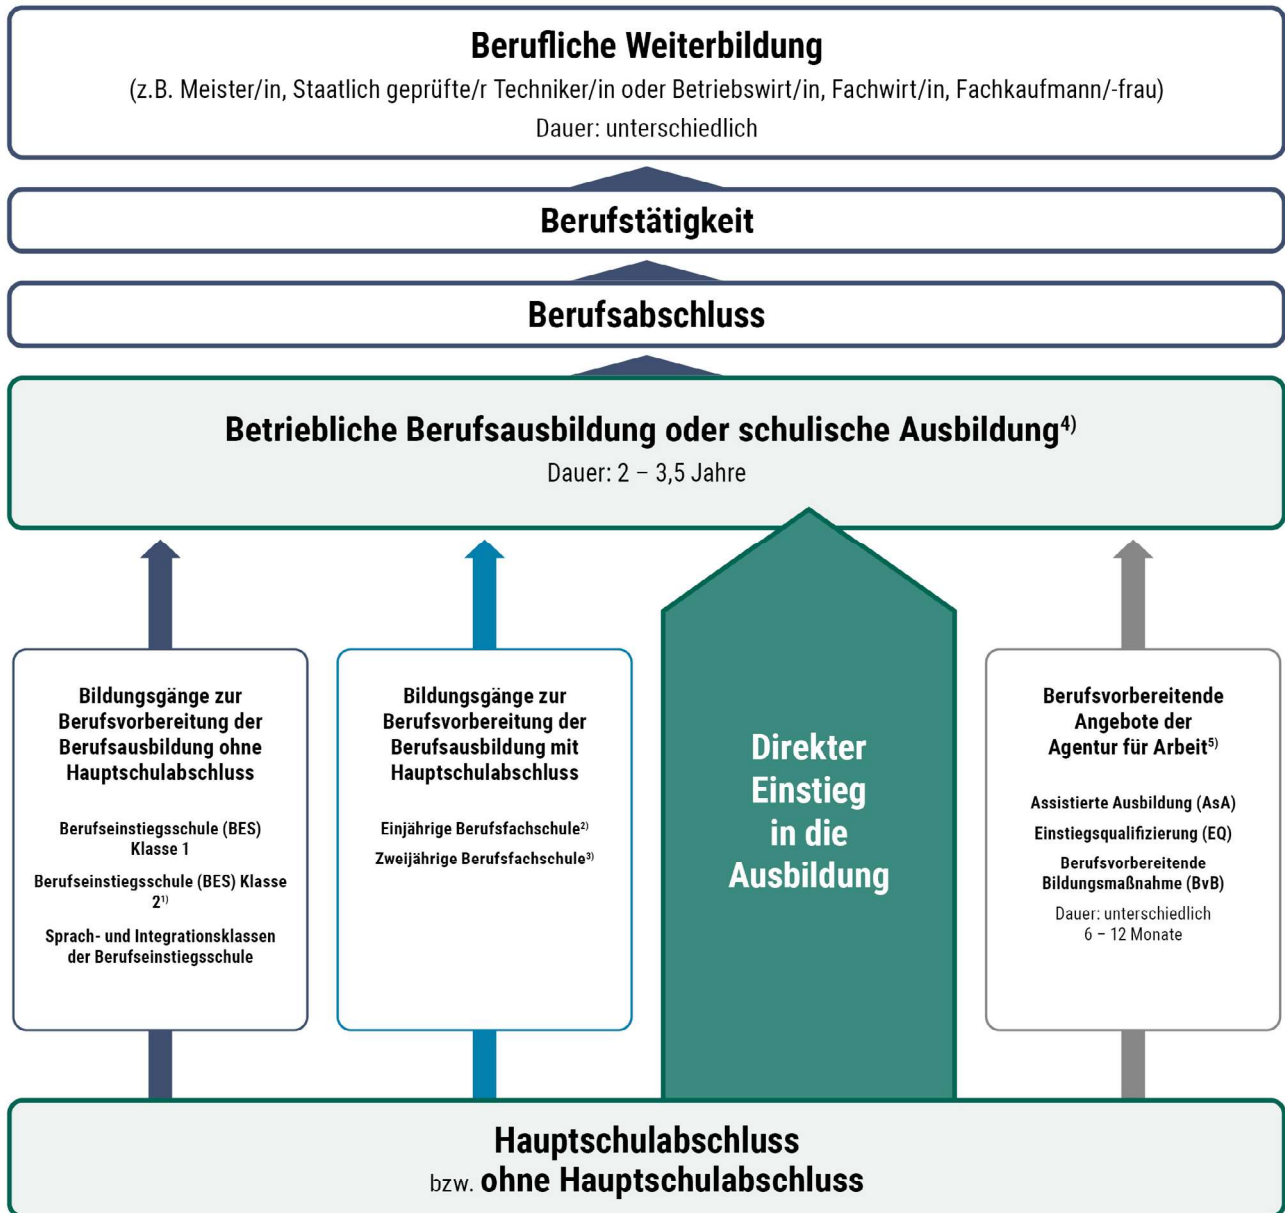 Berufliche Weiterbildung
(z.B. Meister/in, Staatlich geprüfte/r Techniker/in oder Betriebswirt/in, Fachwirt/in, Fachkaufmann/-frau)
Dauer: unterschiedlich
Berufstätigkeit
Berufsabschluss
Betriebliche Berufsausbildung oder schulische Ausbildung⁴⁾
Dauer: 2 – 3,5 Jahre
Bildungsgänge zur
Berufsvorbereitung der
Berufsausbildung ohne
Hauptschulabschluss
Berufseinstiegsschule (BES)
Klasse 1
Berufseinstiegsschule (BES) Klasse
2¹⁾
Sprach- und Integrationsklassen
der Berufseinstiegsschule
Bildungsgänge zur
Berufsvorbereitung der
Berufsausbildung mit
Hauptschulabschluss
Einjährige Berufsfachschule²⁾
Zweijährige Berufsfachschule³⁾
Direkter
Einstieg
in die
Ausbildung
Berufsvorbereitende
Angebote der
Agentur für Arbeit⁵⁾
Assistierte Ausbildung (AsA)
Einstiegsqualifizierung (EQ)
Berufsvorbereitende
Bildungsmaßnahme (BvB)
Dauer: unterschiedlich
6 – 12 Monate
Hauptschulabschluss
bzw. ohne Hauptschulabschluss